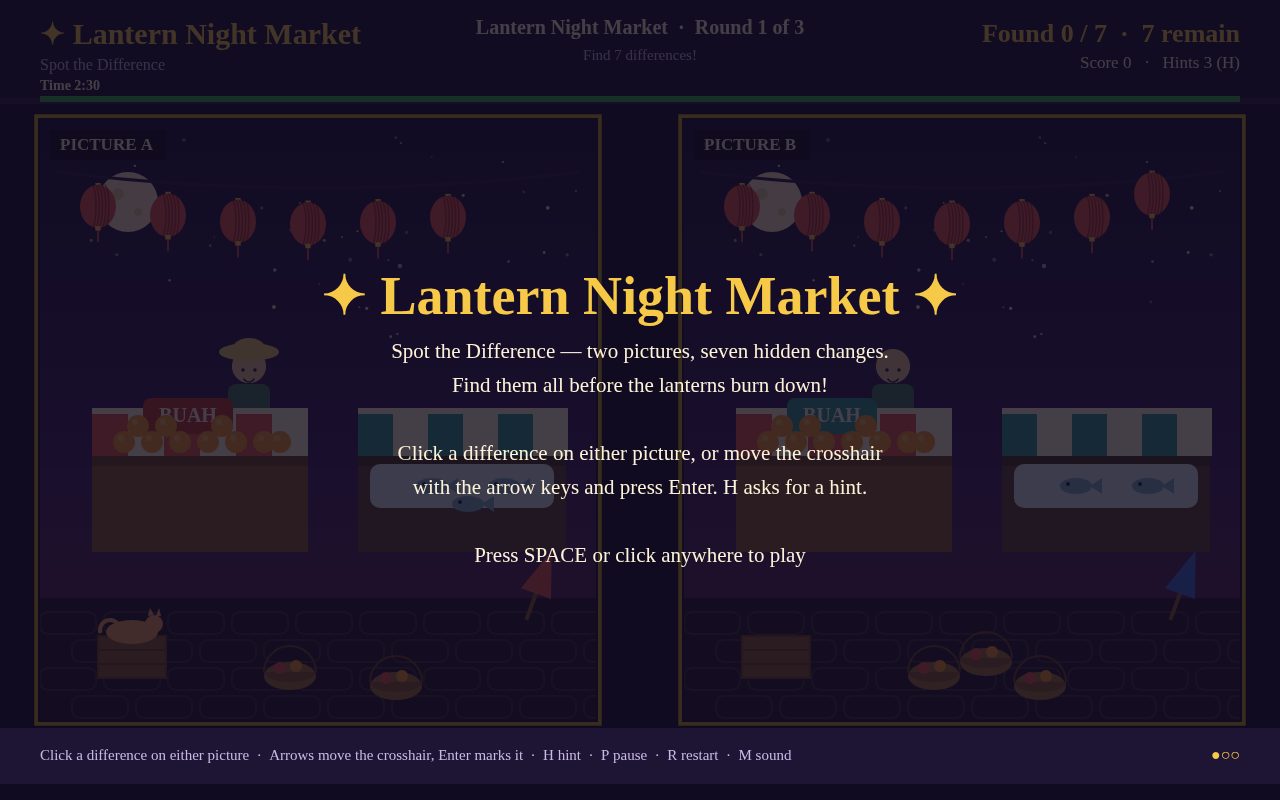 ✦ Lantern Night Market
Spot the Difference
Time 2:30
Lantern Night Market · Round 1 of 3
Find 7 differences!
Found 0 / 7 · 7 remain
Score 0 · Hints 3 (H)
PICTURE A
PICTURE B
✦ Lantern Night Market ✦
Spot the Difference — two pictures, seven hidden changes.
Find them all before the lanterns burn down!
BUAH
BUAH
Click a difference on either picture, or move the crosshair
with the arrow keys and press Enter. H asks for a hint.
Press SPACE or click anywhere to play
Click a difference on either picture · Arrows move the crosshair, Enter marks it · H hint · P pause · R restart · M sound